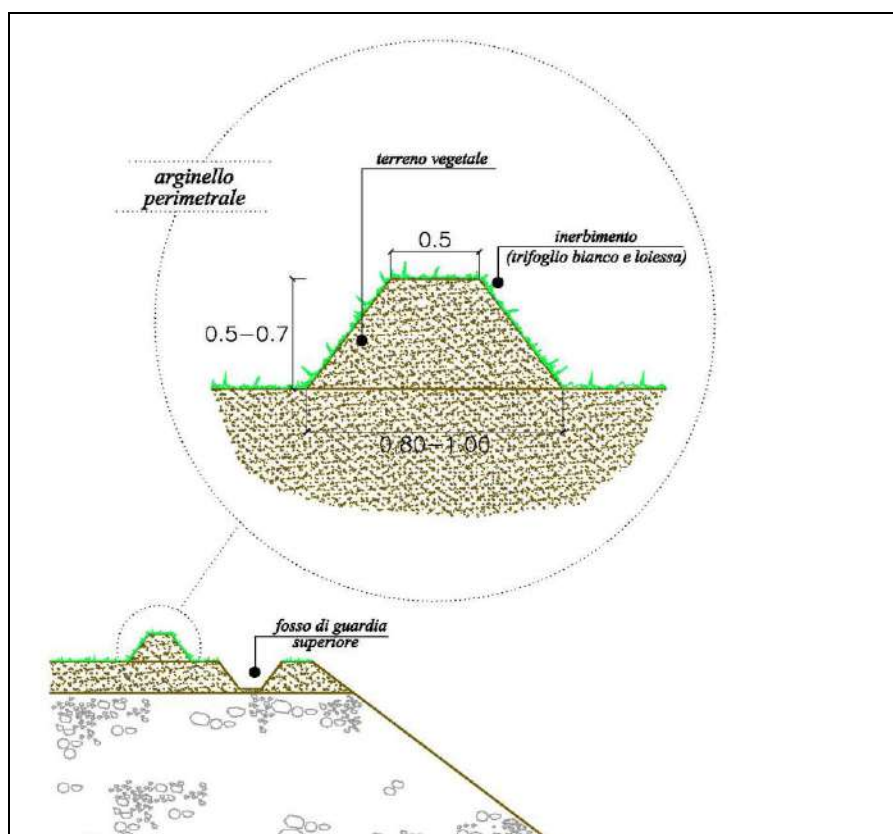 terreno vegetale
arginello
perimetrale
0.5
inerbimento
(trifoglio bianco e loiessa)
0.5-0.7
0.80-1.00
fosso di guardia
superiore